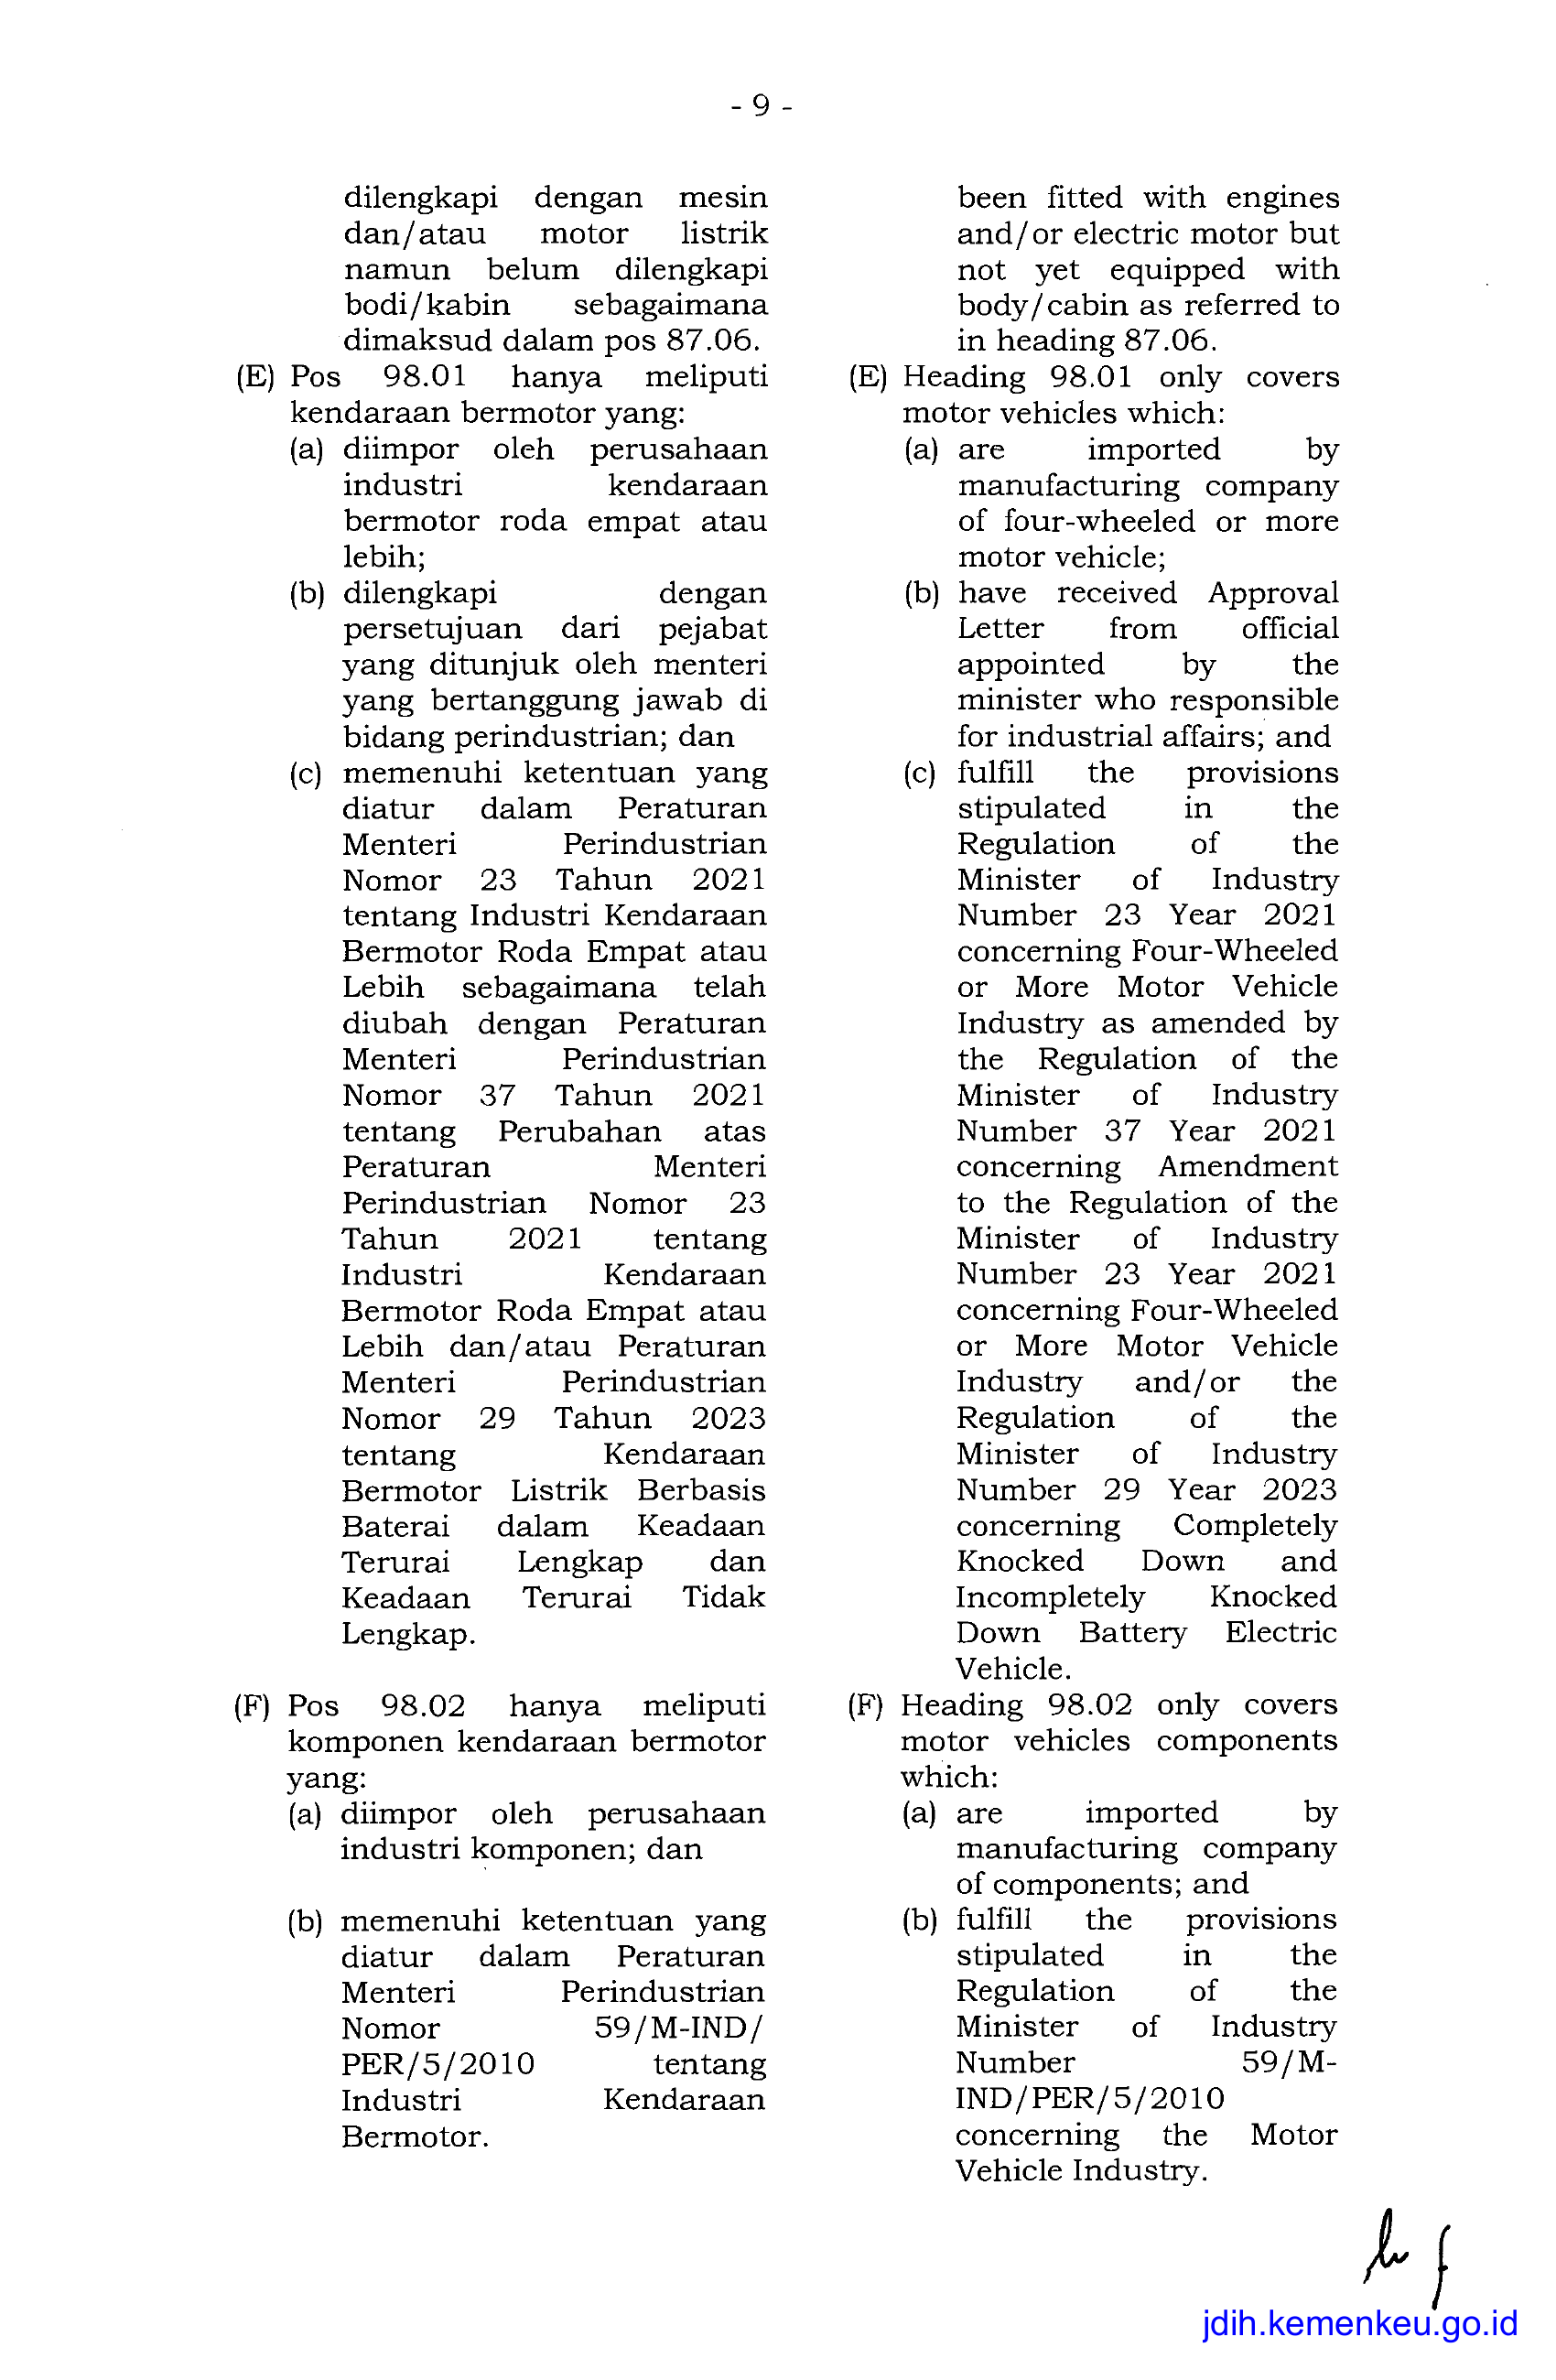 - 9 -
dilengkapi dengan mesin
dan/atau motor listrik
namun belum dilengkapi
bodi/kabin sebagaimana
dimaksud dalam pos 87.06.
(E) Pos 98.01 hanya meliputi
kendaraan bermotor yang:
(a) diimpor oleh perusahaan
industri kendaraan
bermotor roda empat atau
lebih;
(b) dilengkapi dengan
persetujuan dari pejabat
yang ditunjuk oleh menteri
yang bertanggung jawab di
bidang perindustrian; dan
(c) memenuhi ketentuan yang
diatur dalam Peraturan
Menteri Perindustrian
Nomor 23 Tahun 2021
tentang Industri Kendaraan
Bermotor Roda Empat atau
Lebih sebagaimana telah
diubah dengan Peraturan
Menteri Perindustrian
Nomor 37 Tahun 2021
tentang Perubahan atas
Peraturan Menteri
Perindustrian Nomor 23
Tahun 2021 tentang
Industri Kendaraan
Bermotor Roda Empat atau
Lebih dan/atau Peraturan
Menteri Perindustrian
Nomor 29 Tahun 2023
tentang Kendaraan
Bermotor Listrik Berbasis
Baterai dalam Keadaan
Terurai Lengkap dan
Keadaan Terurai Tidak
Lengkap.
(F) Pos 98.02 hanya meliputi
komponen kendaraan bermotor
yang:
(a) diimpor oleh perusahaan
industri komponen; dan
(b) memenuhi ketentuan yang
diatur dalam Peraturan
Menteri Perindustrian
Nomor 59/M-IND/
PER/5/2010 tentang
Industri Kendaraan
Bermotor.
been fitted with engines
and/or electric motor but
not yet equipped with
body/cabin as referred to
in heading 87.06.
(E) Heading 98.01 only covers
motor vehicles which:
(a) are imported by
manufacturing company
of four-wheeled or more
motor vehicle;
(b) have received Approval
Letter from official
appointed by the
minister who responsible
for industrial affairs; and
(c) fulfill the provisions
stipulated in the
Regulation of the
Minister of Industry
Number 23 Year 2021
concerning Four-Wheeled
or More Motor Vehicle
Industry as amended by
the Regulation of the
Minister of Industry
Number 37 Year 2021
concerning Amendment
to the Regulation of the
Minister of Industry
Number 23 Year 2021
concerning Four-Wheeled
or More Motor Vehicle
Industry and/or the
Regulation of the
Minister of Industry
Number 29 Year 2023
concerning Completely
Knocked Down and
Incompletely Knocked
Down Battery Electric
Vehicle.
(F) Heading 98.02 only covers
motor vehicles components
which:
(a) are imported by
manufacturing company
of components; and
(b) fulfill the provisions
stipulated in the
Regulation of the
Minister of Industry
Number 59/M-
IND/PER/5/2010
concerning the Motor
Vehicle Industry.
jdih.kemenkeu.go.id